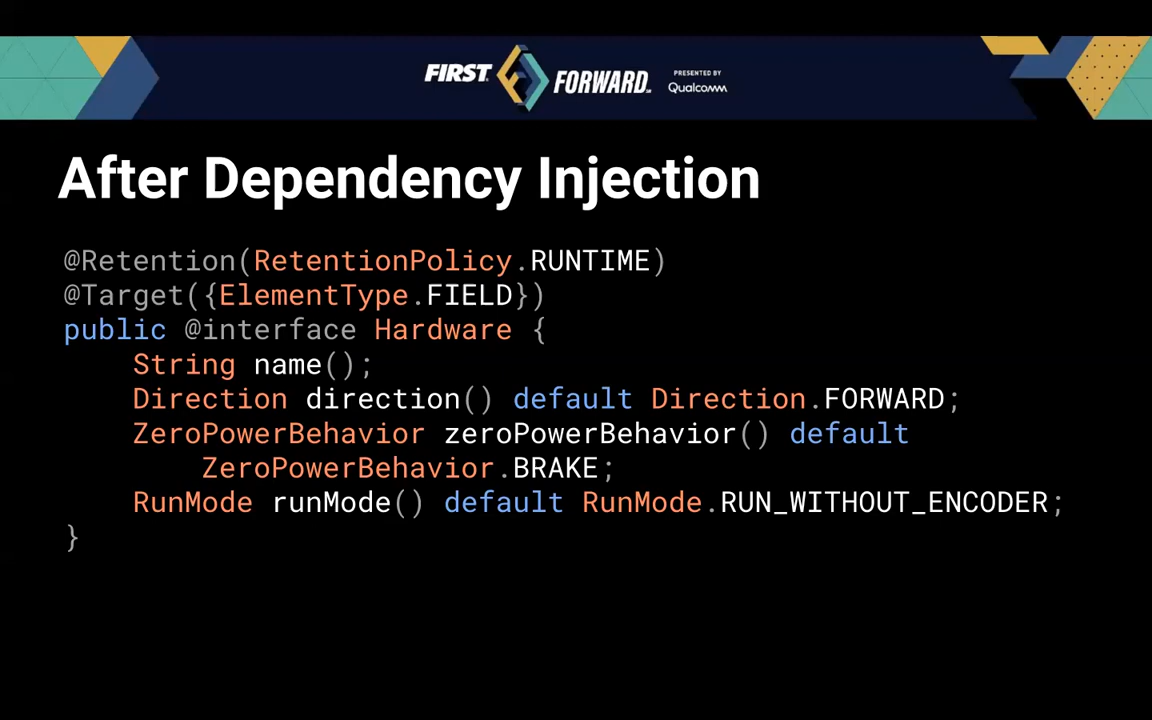 FIRST FORWARD PRESENTED BY Qualcomm
After Dependency Injection
@Retention(RetentionPolicy.RUNTIME)
@Target({ElementType.FIELD})
public @interface Hardware {
    String name();
    Direction direction() default Direction.FORWARD;
    ZeroPowerBehavior zeroPowerBehavior() default
        ZeroPowerBehavior.BRAKE;
    RunMode runMode() default RunMode.RUN_WITHOUT_ENCODER;
}